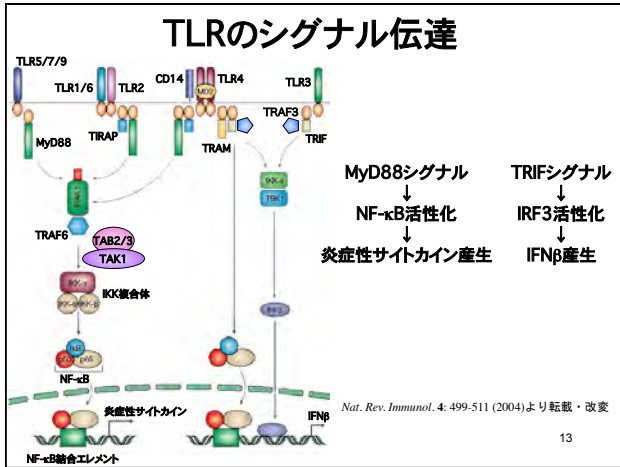 TLRのシグナル伝達
TLR5/7/9
TLR1/6
TLR2
CD14
TLR4
TLR3
MD2
TRAF3
MyD88
TIRAP
TRAM
TRIF
TRAF6
TAB2/3
TAK1
IKK複合体
NF-κB
炎症性サイトカイン
IFNβ
NF-κB結合エレメント
MyD88シグナル
↓
NF-κB活性化
↓
炎症性サイトカイン産生
TRIFシグナル
↓
IRF3活性化
↓
IFNβ産生
Nat. Rev. Immunol. 4: 499-511 (2004)より転載・改変
13